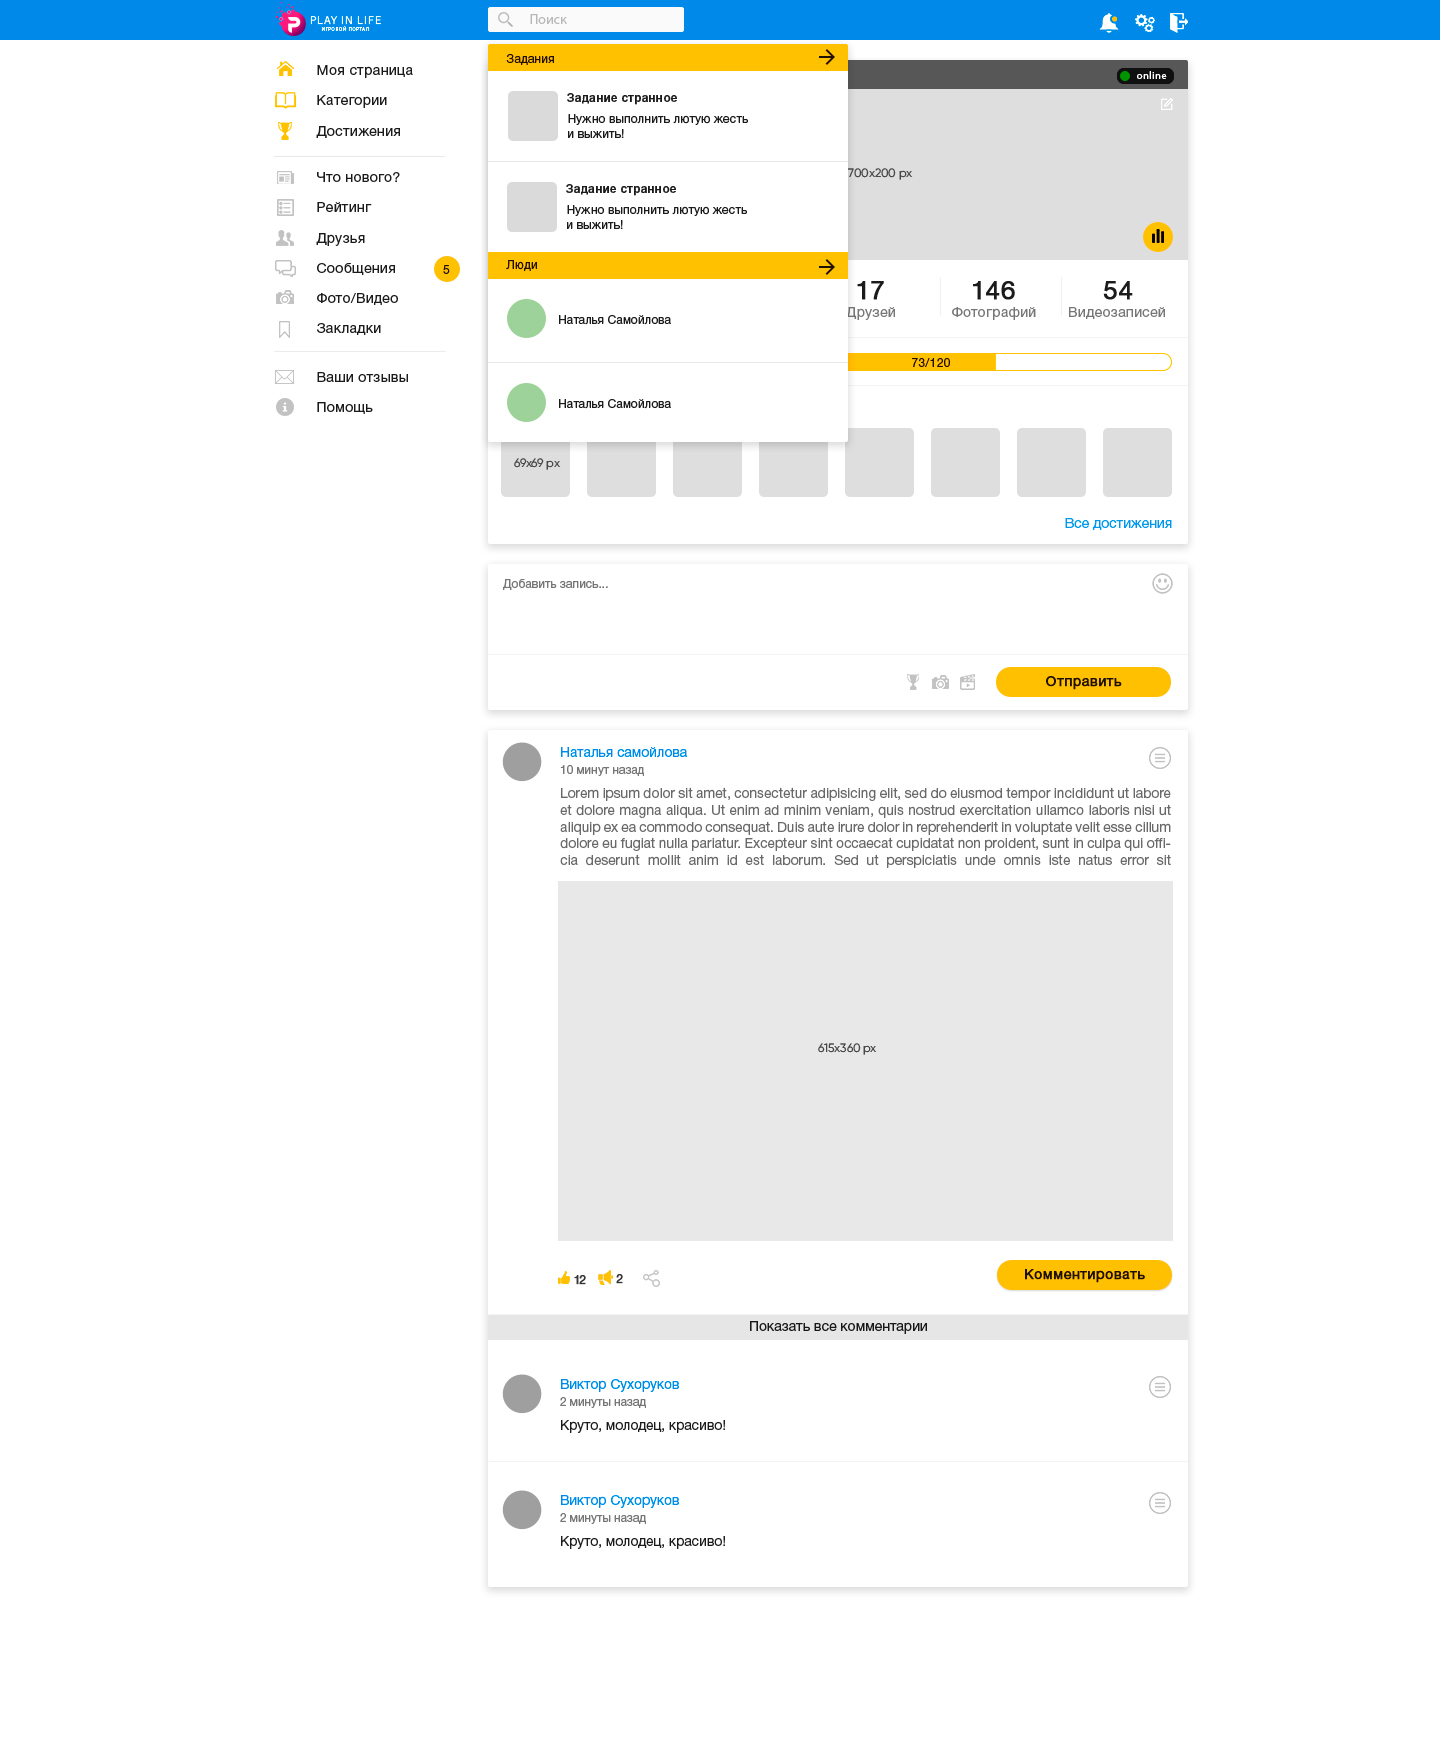 PLAY IN LIFE
ИГРОВОЙ ПОРТАЛ
Поиск
Моя страница
Категории
Достижения
Что нового?
Рейтинг
Друзья
Сообщения
5
Фото/Видео
Закладки
Ваши отзывы
Помощь
Задания
Задание странное
Нужно выполнить лютую жесть
и выжить!
Задание странное
Нужно выполнить лютую жесть
и выжить!
Люди
Наталья Самойлова
Наталья Самойлова
online
700x200 px
17
Друзей
146
Фотографий
54
Видеозаписей
73/120
69x69 px
Все достижения
Добавить запись...
Отправить
Наталья самойлова
10 минут назад
Lorem ipsum dolor sit amet, consectetur adipisicing elit, sed do eiusmod tempor incididunt ut labore
et dolore magna aliqua. Ut enim ad minim veniam, quis nostrud exercitation ullamco laboris nisi ut
aliquip ex ea commodo consequat. Duis aute irure dolor in reprehenderit in voluptate velit esse cillum
dolore eu fugiat nulla pariatur. Excepteur sint occaecat cupidatat non proident, sunt in culpa qui offi-
cia deserunt mollit anim id est laborum. Sed ut perspiciatis unde omnis iste natus error sit
615x360 px
12
2
Комментировать
Показать все комментарии
Виктор Сухоруков
2 минуты назад
Круто, молодец, красиво!
Виктор Сухоруков
2 минуты назад
Круто, молодец, красиво!